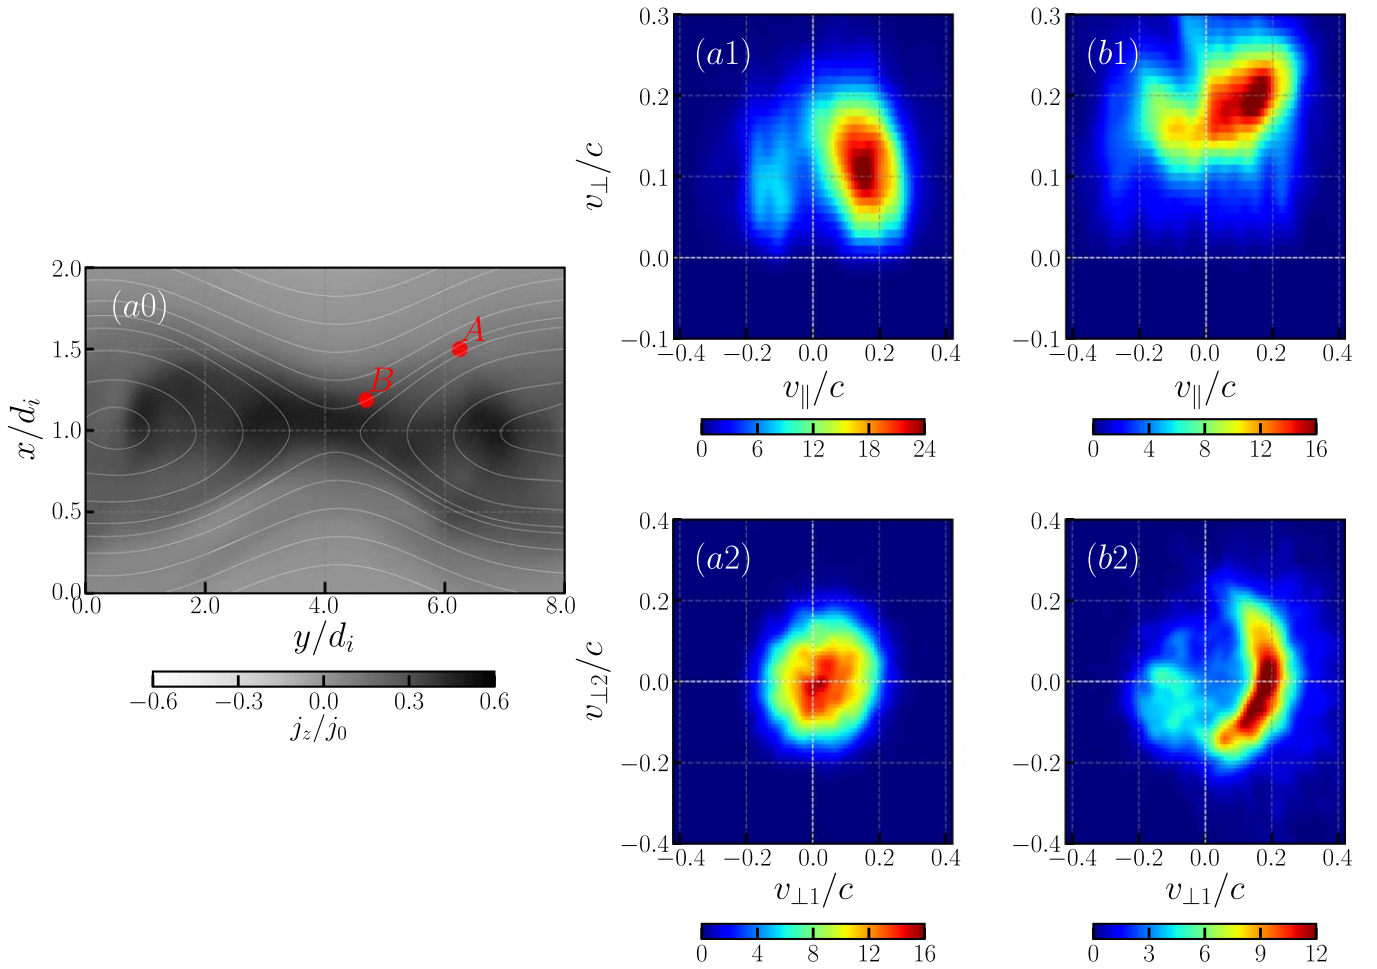 (a0)
A
B
2.0
1.5
1.0
0.5
0.0
x/d_i
0.0 2.0 4.0 6.0 8.0
y/d_i
−0.6 −0.3 0.0 0.3 0.6
j_z/j_0
(a1)
0.3
0.2
0.1
0.0
−0.1
v_⊥/c
−0.4 −0.2 0.0 0.2 0.4
v_∥/c
0 6 12 18 24
(b1)
0.3
0.2
0.1
0.0
−0.1
−0.4 −0.2 0.0 0.2 0.4
v_∥/c
0 4 8 12 16
(a2)
0.4
0.2
0.0
−0.2
−0.4
v_⊥2/c
−0.4 −0.2 0.0 0.2 0.4
v_⊥1/c
0 4 8 12 16
(b2)
0.4
0.2
0.0
−0.2
−0.4
−0.4 −0.2 0.0 0.2 0.4
v_⊥1/c
0 3 6 9 12